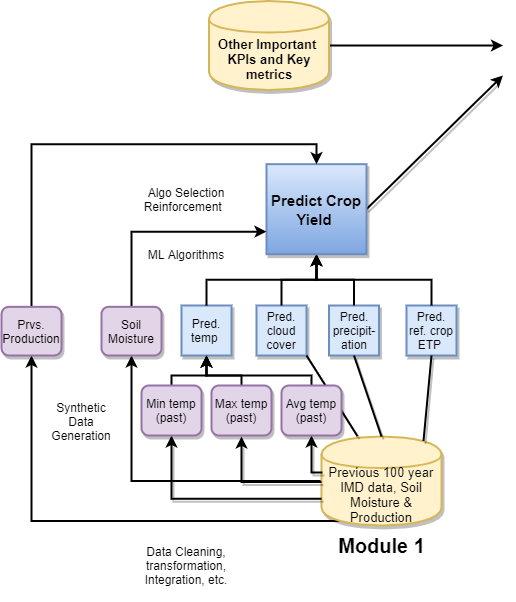 Other Important
KPIs and Key
metrics
Algo Selection
Reinforcement
Predict Crop
Yield
ML Algorithms
Prvs.
Production
Soil
Moisture
Pred.
temp
Pred.
cloud
cover
Pred.
precipit-
ation
Pred.
ref. crop
ETP
Min temp
(past)
Max temp
(past)
Avg temp
(past)
Synthetic
Data
Generation
Previous 100 year
IMD data, Soil
Moisture &
Production
Module 1
Data Cleaning,
transformation,
Integration, etc.